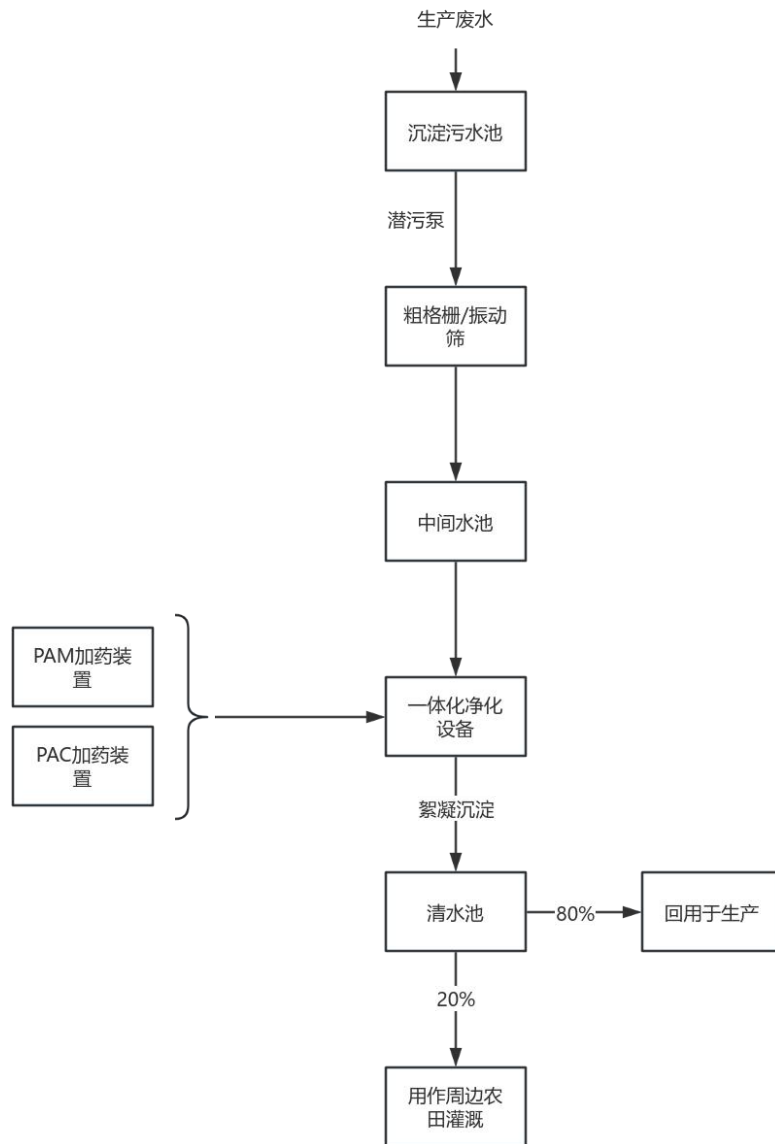 生产废水
沉淀污水池
潜污泵
粗格栅/振动
筛
中间水池
PAM加药装
置
PAC加药装
置
一体化净化
设备
絮凝沉淀
清水池
80%
回用于生产
20%
用作周边农
田灌溉